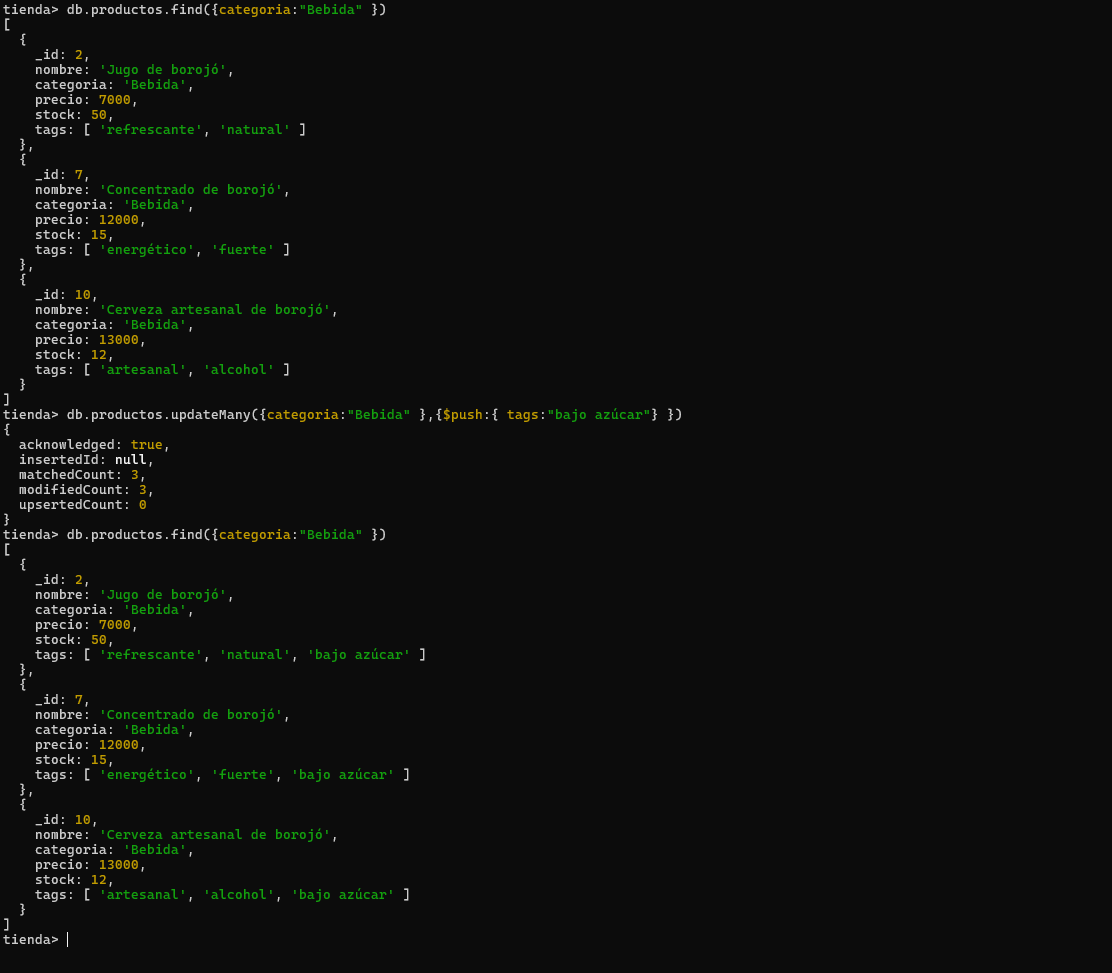 tienda> db.productos.find({categoria:"Bebida" })
[
  {
    _id: 2,
    nombre: 'Jugo de borojó',
    categoria: 'Bebida',
    precio: 7000,
    stock: 50,
    tags: [ 'refrescante', 'natural' ]
  },
  {
    _id: 7,
    nombre: 'Concentrado de borojó',
    categoria: 'Bebida',
    precio: 12000,
    stock: 15,
    tags: [ 'energético', 'fuerte' ]
  },
  {
    _id: 10,
    nombre: 'Cerveza artesanal de borojó',
    categoria: 'Bebida',
    precio: 13000,
    stock: 12,
    tags: [ 'artesanal', 'alcohol' ]
  }
]
tienda> db.productos.updateMany({categoria:"Bebida" },{$push:{ tags:"bajo azúcar"} })
{
  acknowledged: true,
  insertedId: null,
  matchedCount: 3,
  modifiedCount: 3,
  upsertedCount: 0
}
tienda> db.productos.find({categoria:"Bebida" })
[
  {
    _id: 2,
    nombre: 'Jugo de borojó',
    categoria: 'Bebida',
    precio: 7000,
    stock: 50,
    tags: [ 'refrescante', 'natural', 'bajo azúcar' ]
  },
  {
    _id: 7,
    nombre: 'Concentrado de borojó',
    categoria: 'Bebida',
    precio: 12000,
    stock: 15,
    tags: [ 'energético', 'fuerte', 'bajo azúcar' ]
  },
  {
    _id: 10,
    nombre: 'Cerveza artesanal de borojó',
    categoria: 'Bebida',
    precio: 13000,
    stock: 12,
    tags: [ 'artesanal', 'alcohol', 'bajo azúcar' ]
  }
]
tienda>